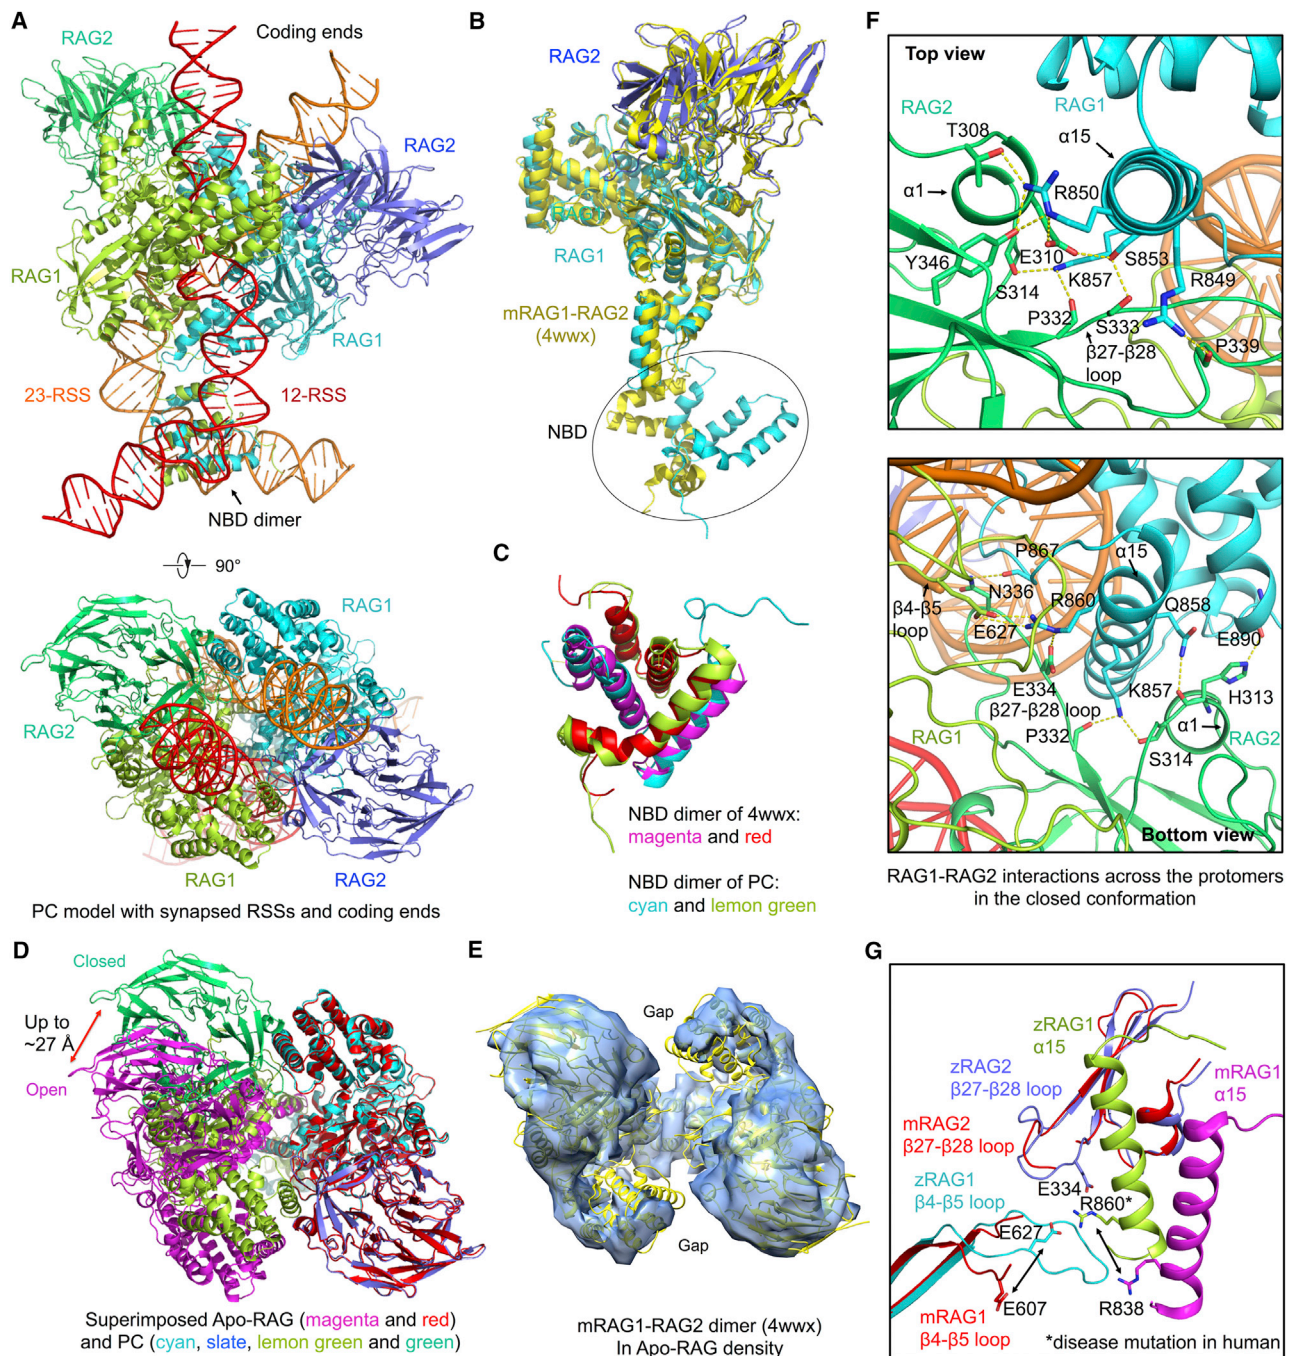 A
RAG2
Coding ends
RAG2
RAG1
RAG1
23-RSS
12-RSS
NBD dimer
90°
RAG1
RAG2
RAG1
RAG2
PC model with synapsed RSSs and coding ends
B
RAG2
RAG1
RAG1
mRAG1-RAG2
(4wwx)
NBD
C
NBD dimer of 4wwx:
magenta and red
NBD dimer of PC:
cyan and lemon green
D
Closed
Up to
~27 Å
Open
Superimposed Apo-RAG (magenta and red)
and PC (cyan, slate, lemon green and green)
E
Gap
Gap
mRAG1-RAG2 dimer (4wwx)
In Apo-RAG density
F
Top view
RAG2
RAG1
T308
α15
α1
R850
Y346
E310
S853
S314
K857
R849
P332
S333
P339
β27-β28
loop
P867
α15
N336
R860
β4-β5
loop
Q858
E627
E890
E334
K857
H313
β27-β28 loop
P332
α1
RAG1
RAG2
S314
Bottom view
RAG1-RAG2 interactions across the protomers
in the closed conformation
G
zRAG1
α15
zRAG2
β27-β28 loop
mRAG1
α15
mRAG2
β27-β28 loop
zRAG1
β4-β5 loop
E334
R860*
E627
E607
R838
mRAG1
β4-β5 loop
*disease mutation in human